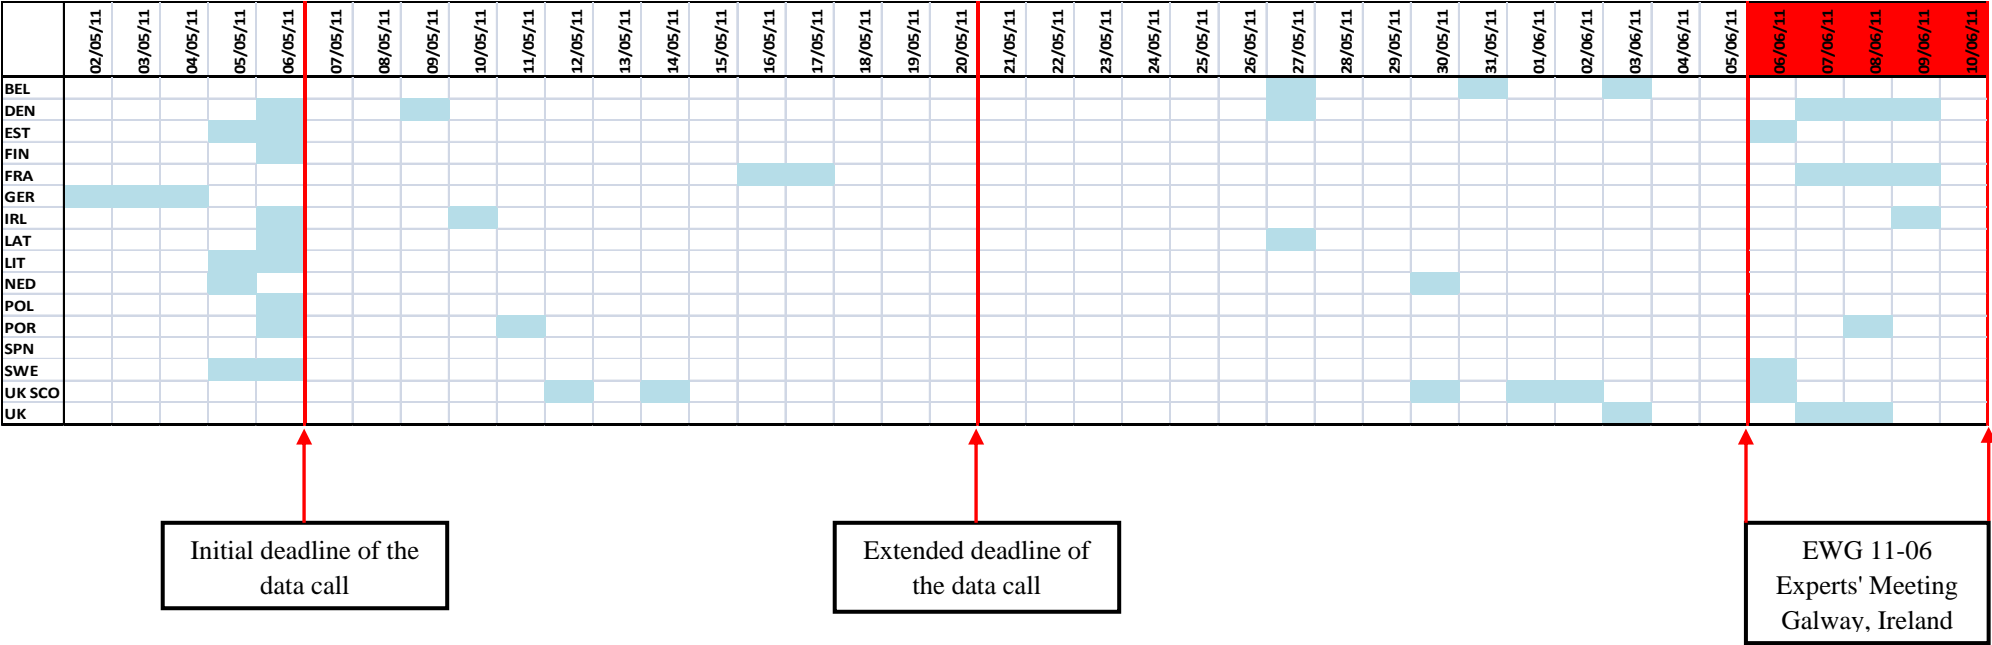 02/05/11 03/05/11 04/05/11 05/05/11 06/05/11 07/05/11 08/05/11 09/05/11 10/05/11 11/05/11 12/05/11 13/05/11 14/05/11 15/05/11 16/05/11 17/05/11 18/05/11 19/05/11 20/05/11 21/05/11 22/05/11 23/05/11 24/05/11 25/05/11 26/05/11 27/05/11 28/05/11 29/05/11 30/05/11 31/05/11 01/06/11 02/06/11 03/06/11 04/06/11 05/06/11 06/06/11 07/06/11 08/06/11 09/06/11 10/06/11
BEL
DEN
EST
FIN
FRA
GER
IRL
LAT
LIT
NED
POL
POR
SPN
SWE
UK SCO
UK
Initial deadline of the
data call
Extended deadline of
the data call
EWG 11-06
Experts' Meeting
Galway, Ireland